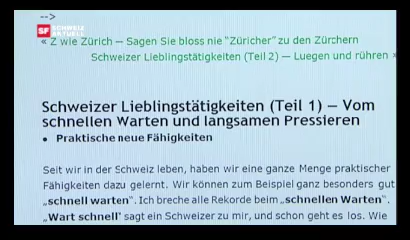 -->
SF SCHWEIZ AKTUELL
« Z wie Zürich — Sagen Sie bloss nie "Züricher" zu den Zürchern
Schweizer Lieblingstätigkeiten (Teil 2) — Luegen und rühren »
Schweizer Lieblingstätigkeiten (Teil 1) — Vom
schnellen Warten und langsamen Pressieren
• Praktische neue Fähigkeiten
Seit wir in der Schweiz leben, haben wir eine ganze Menge praktischer
Fähigkeiten dazu gelernt. Wir können zum Beispiel ganz besonders gut
„schnell warten". Ich breche alle Rekorde beim „schnellen Warten".
„Wart schnell" sagt ein Schweizer zu mir, und schon geht es los. Wie